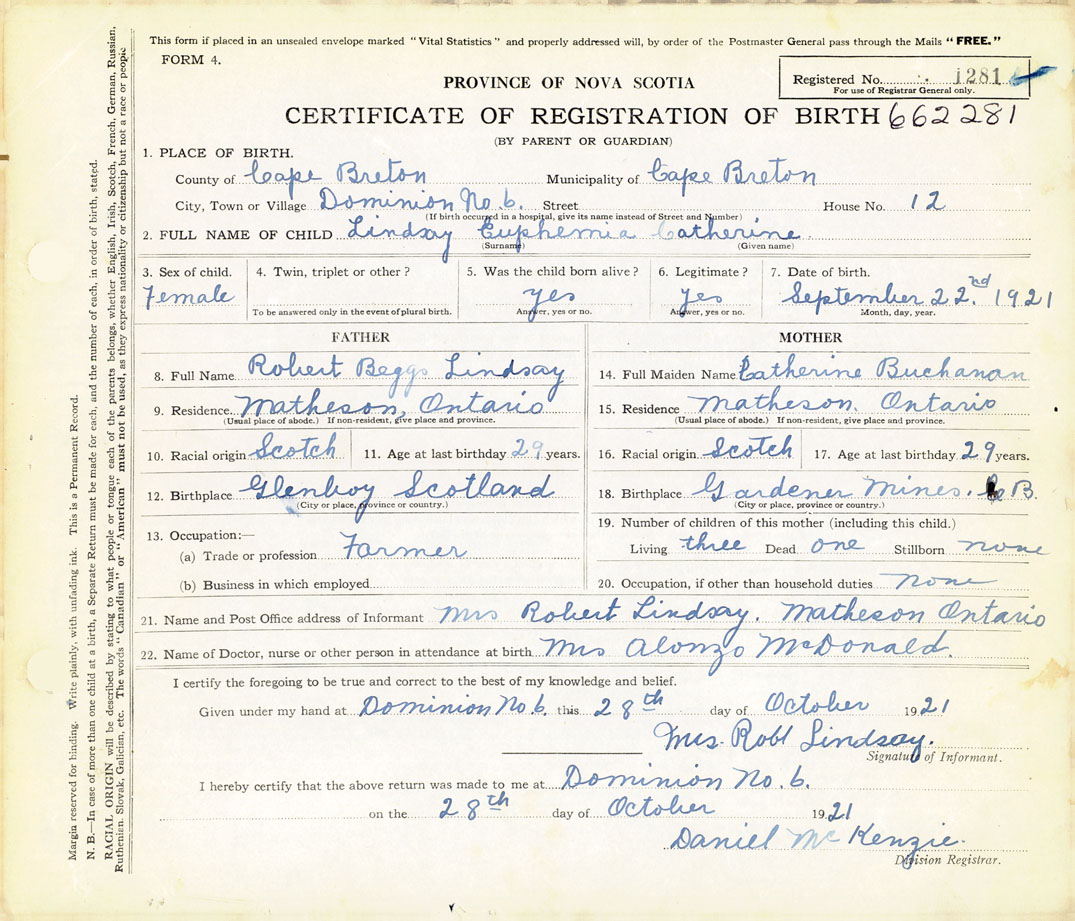 This form if placed in an unsealed envelope marked "Vital Statistics" and properly addressed will, by order of the Postmaster General pass through the Mails "FREE."
FORM 4.
Registered No. 1281
For use of Registrar General only.
PROVINCE OF NOVA SCOTIA
CERTIFICATE OF REGISTRATION OF BIRTH 662281
(BY PARENT OR GUARDIAN)
1. PLACE OF BIRTH.
County of Cape Breton Municipality of Cape Breton
City, Town or Village Dominion No. 6. Street House No. 12
(If birth occurred in a hospital, give its name instead of Street and Number)
2. FULL NAME OF CHILD Lindsay Euphemia Catherine.
(Surname) (Given name)
3. Sex of child. 4. Twin, triplet or other? 5. Was the child born alive? 6. Legitimate? 7. Date of birth.
Female yes yes September 22nd. 1921
To be answered only in the event of plural birth. Answer, yes or no. Answer, yes or no. Month, day, year.
FATHER
8. Full Name Robert Beggs Lindsay
9. Residence Matheson, Ontario
(Usual place of abode.) If non-resident, give place and province.
10. Racial origin Scotch 11. Age at last birthday 29 years.
12. Birthplace Glenboy Scotland
(City or place, province or country.)
13. Occupation:—
(a) Trade or profession Farmer
(b) Business in which employed
MOTHER
14. Full Maiden Name Catherine Buchanan
15. Residence Matheson. Ontario
(Usual place of abode.) If non-resident, give place and province.
16. Racial origin Scotch 17. Age at last birthday 29 years.
18. Birthplace Gardener Mines. C B.
(City or place, province or country.)
19. Number of children of this mother (including this child.)
Living three Dead one Stillborn none
20. Occupation, if other than household duties none
21. Name and Post Office address of Informant Mrs Robert Lindsay. Matheson Ontario
22. Name of Doctor, nurse or other person in attendance at birth Mrs Alonzo McDonald.
I certify the foregoing to be true and correct to the best of my knowledge and belief.
Given under my hand at Dominion No. 6. this 28th day of October 1921
Mrs. Robt Lindsay.
Signature of Informant.
I hereby certify that the above return was made to me at Dominion No. 6.
on the 28th day of October 1921
Daniel McKenzie.
Division Registrar.
Margin reserved for binding. Write plainly, with unfading ink. This is a Permanent Record.
N. B.—In case of more than one child at a birth, a Separate Return must be made for each, and the number of each, in order of birth, stated.
RACIAL ORIGIN will be described by stating to what people or tongue each of the parents belongs, whether English, Irish, Scotch, French, German, Russian,
Ruthenian, Slovak, Galician, etc. The words "Canadian" or "American" must not be used, as they express nationality or citizenship but not a race or people